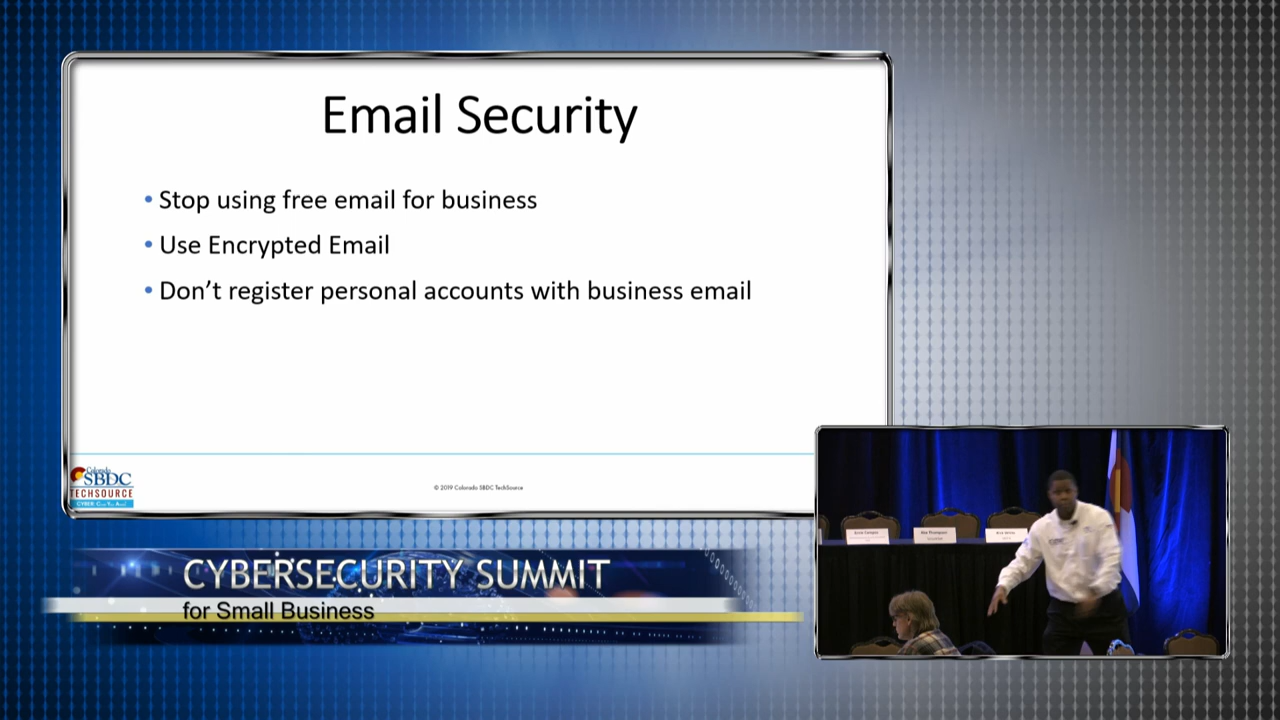 Email Security
• Stop using free email for business
• Use Encrypted Email
• Don’t register personal accounts with business email
Colorado
SBDC
TECHSOURCE
© 2019 Colorado SBDC TechSource
CYBERSECURITY SUMMIT
for Small Business